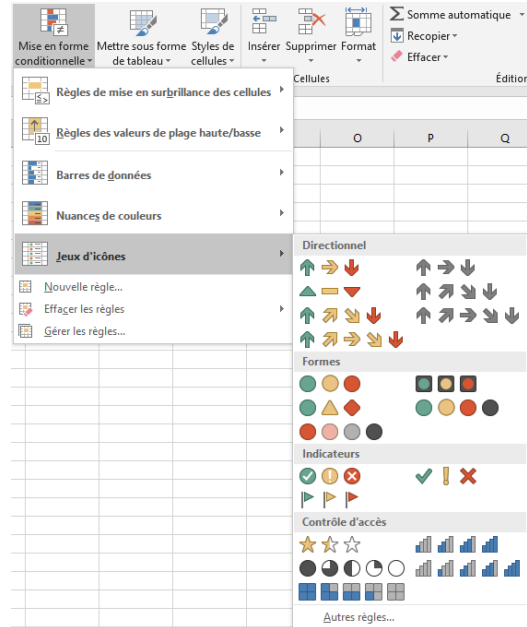 Mise en forme conditionnelle
Mettre sous forme de tableau
Styles de cellules
Insérer
Supprimer
Format
Somme automatique
Recopier
Effacer
Cellules
Édition
Règles de mise en surbrillance des cellules
10
Règles des valeurs de plage haute/basse
Barres de données
Nuances de couleurs
Jeux d'icônes
Nouvelle règle...
Effacer les règles
Gérer les règles...
O
P
Q
Directionnel
Formes
Indicateurs
Contrôle d'accès
Autres règles...